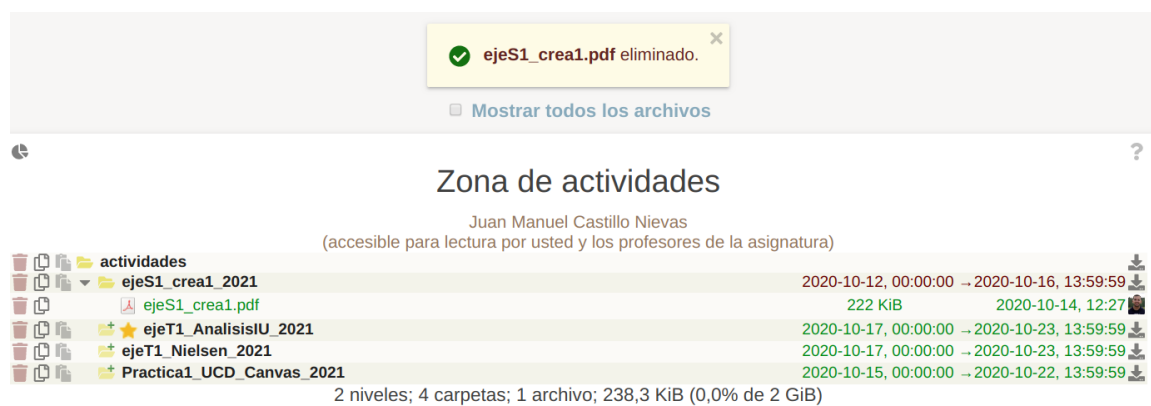 ejeS1_crea1.pdf eliminado.
Mostrar todos los archivos
?
Zona de actividades
Juan Manuel Castillo Nievas
(accesible para lectura por usted y los profesores de la asignatura)
actividades
ejeS1_crea1_2021 2020-10-12, 00:00:00 →2020-10-16, 13:59:59
ejeS1_crea1.pdf 222 KiB 2020-10-14, 12:27
ejeT1_AnalisisIU_2021 2020-10-17, 00:00:00 →2020-10-23, 13:59:59
ejeT1_Nielsen_2021 2020-10-17, 00:00:00 →2020-10-23, 13:59:59
Practica1_UCD_Canvas_2021 2020-10-15, 00:00:00 →2020-10-22, 13:59:59
2 niveles; 4 carpetas; 1 archivo; 238,3 KiB (0,0% de 2 GiB)